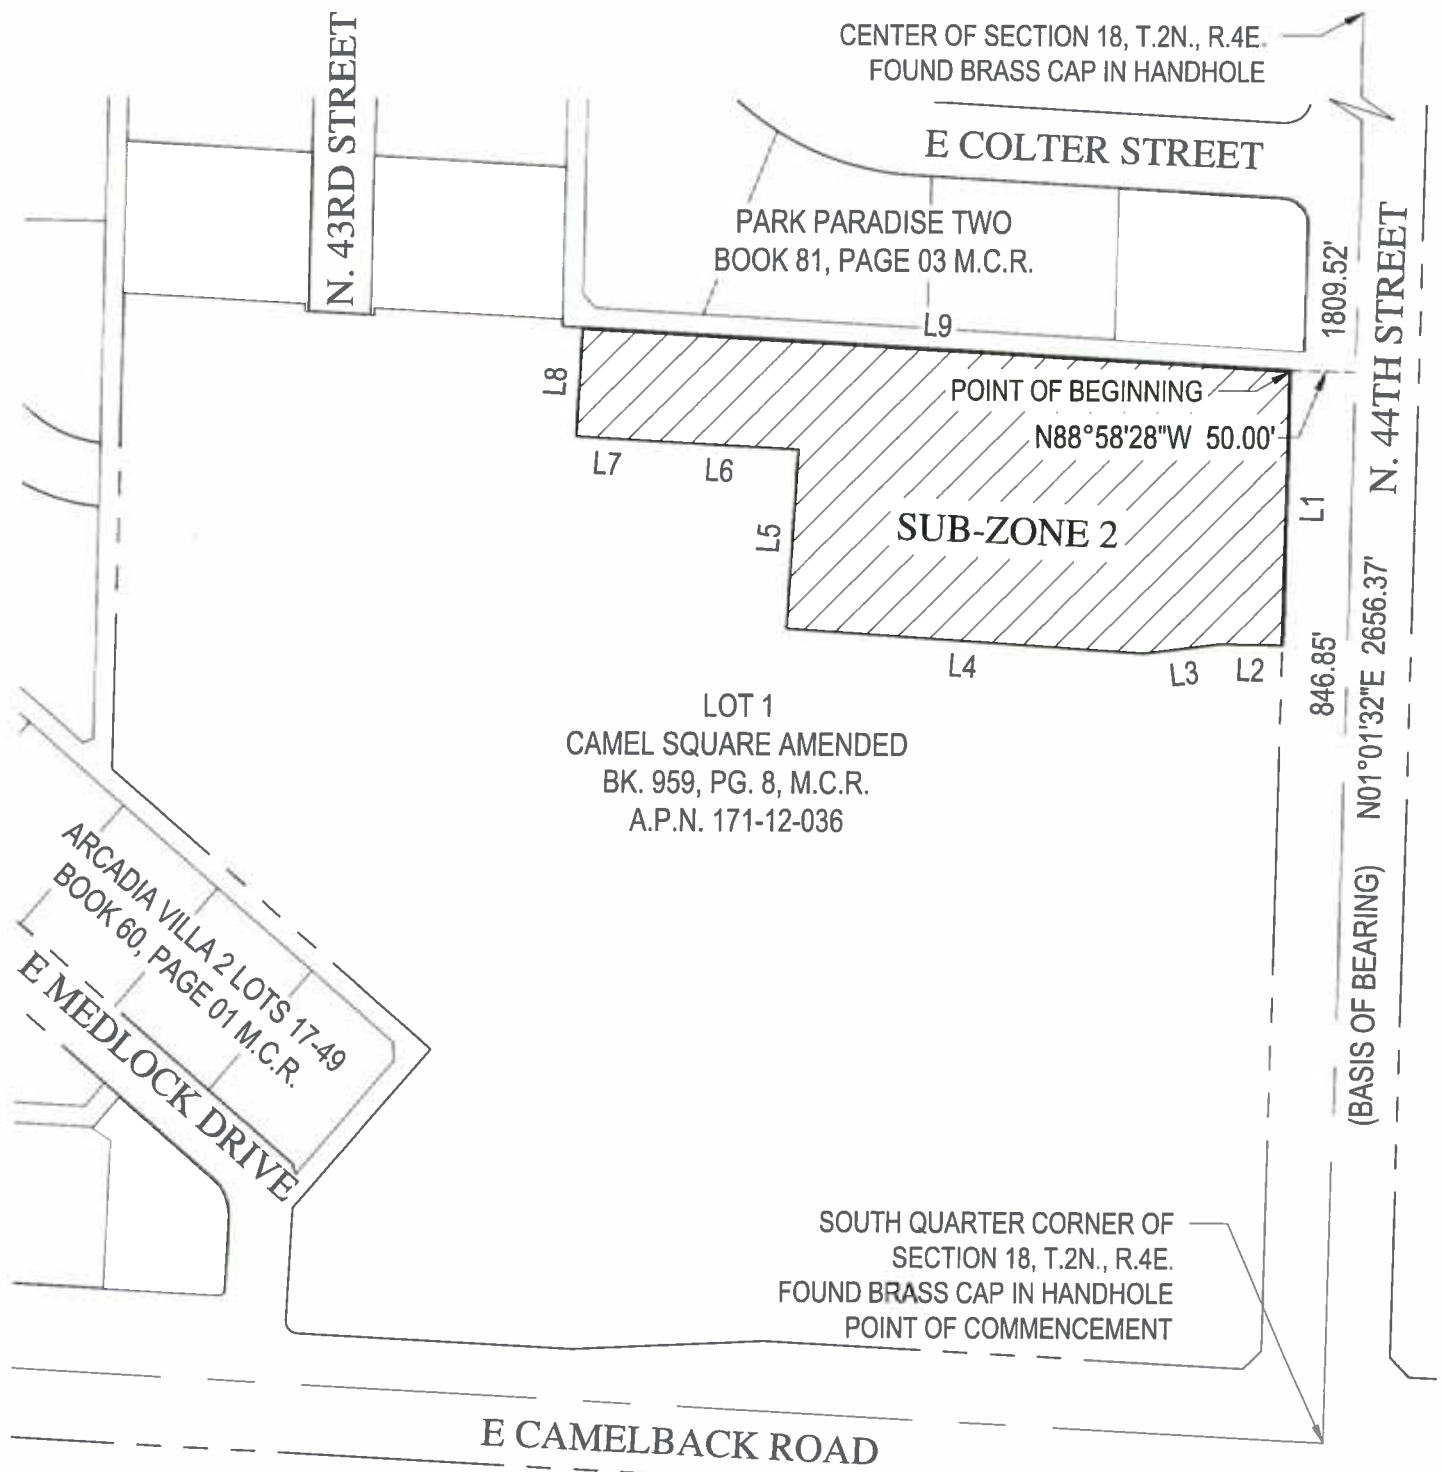 CENTER OF SECTION 18, T.2N., R.4E.
FOUND BRASS CAP IN HANDHOLE
N. 43RD STREET
E COLTER STREET
PARK PARADISE TWO
BOOK 81, PAGE 03 M.C.R.
1809.52'
N. 44TH STREET
L9
L8
POINT OF BEGINNING
N88°58'28"W 50.00'
L7
L6
L5
SUB-ZONE 2
L1
L4
L3
L2
846.85'
N01°01'32"E 2656.37'
(BASIS OF BEARING)
LOT 1
CAMEL SQUARE AMENDED
BK. 959, PG. 8, M.C.R.
A.P.N. 171-12-036
ARCADIA VILLA 2 LOTS 17-49
BOOK 60, PAGE 01 M.C.R.
E MEDLOCK DRIVE
SOUTH QUARTER CORNER OF
SECTION 18, T.2N., R.4E.
FOUND BRASS CAP IN HANDHOLE
POINT OF COMMENCEMENT
E CAMELBACK ROAD